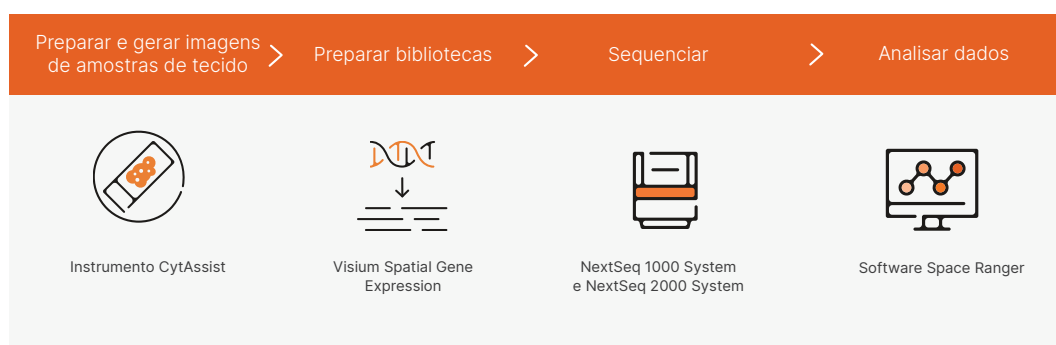 Preparar e gerar imagens
de amostras de tecido
Preparar bibliotecas
Sequenciar
Analisar dados
Instrumento CytAssist
Visium Spatial Gene
Expression
NextSeq 1000 System
e NextSeq 2000 System
Software Space Ranger